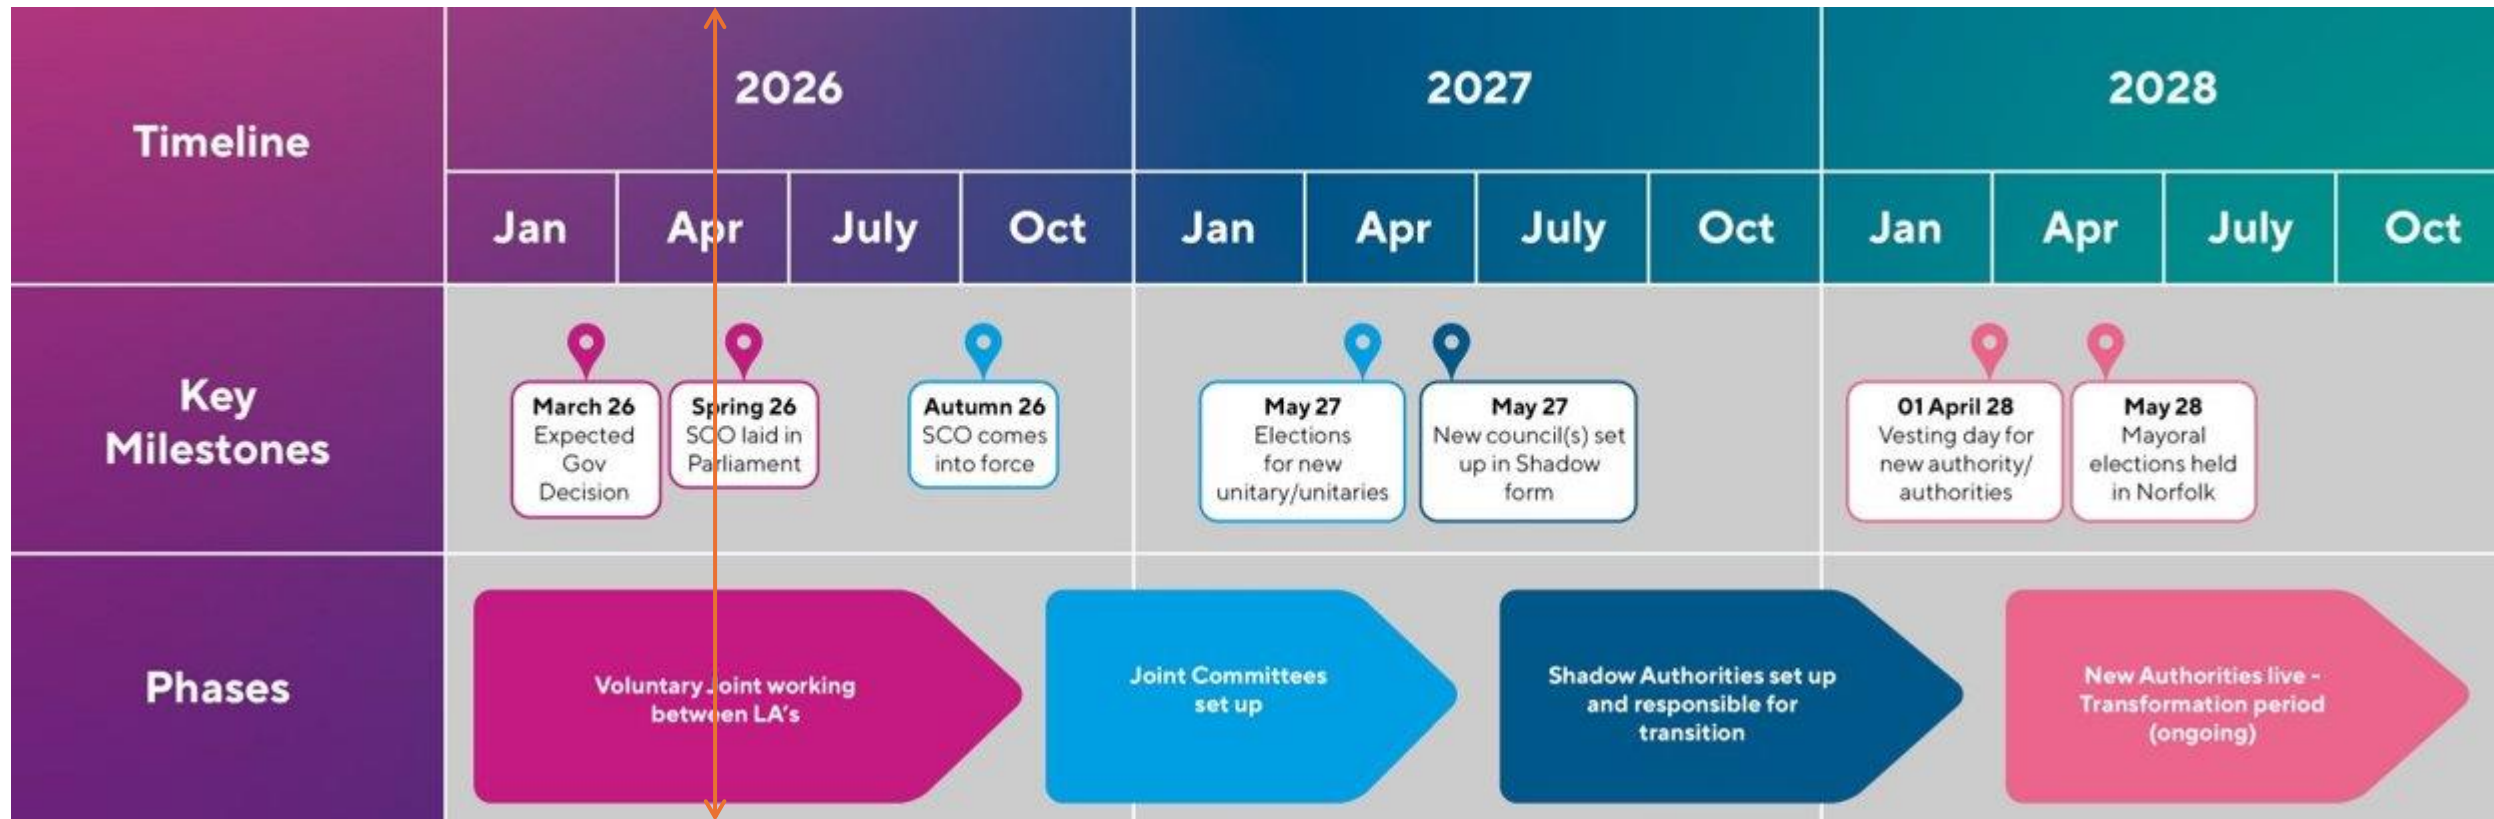 Timeline
2026
2027
2028
Jan
Apr
July
Oct
Jan
Apr
July
Oct
Jan
Apr
July
Oct
Key
Milestones
March 26
Expected
Gov
Decision
Spring 26
SCO laid in
Parliament
Autumn 26
SCO comes
into force
May 27
Elections
for new
unitary/unitaries
May 27
New council(s) set
up in Shadow
form
01 April 28
Vesting day for
new authority/
authorities
May 28
Mayoral
elections held
in Norfolk
Phases
Voluntary Joint working
between LA's
Joint Committees
set up
Shadow Authorities set up
and responsible for
transition
New Authorities live -
Transformation period
(ongoing)